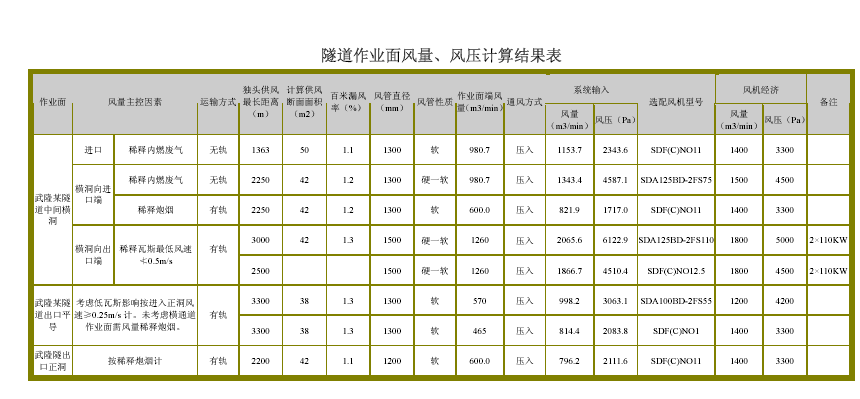 隧道作业面风量、风压计算结果表
作业面 风量主控因素 运输方式 独头供风最长距离（m） 计算供风断面面积（m2） 百米漏风率（%） 风管直径（mm） 风管性质 作业面端风量(m3/min) 通风方式 系统输入 选配风机型号 风机经济 备注
风量（m3/min） 风压（Pa） 风量（m3/min） 风压（Pa）
武隆某隧道中间横洞 进口 稀释内燃废气 无轨 1363 50 1.1 1300 软 980.7 压入 1153.7 2343.6 SDF(C)NO11 1400 3300
横洞向进口端 稀释内燃废气 无轨 2250 42 1.2 1300 硬一软 980.7 压入 1343.4 4587.1 SDA125BD-2FS75 1500 4500
稀释炮烟 有轨 2250 42 1.2 1300 软 600.0 压入 821.9 1717.0 SDF(C)NO11 1400 3300
横洞向出口端 稀释瓦斯最低风速≮0.5m/s 有轨 3000 42 1.3 1500 硬一软 1260 压入 2065.6 6122.9 SDA125BD-2FS110 1800 5000 2×110KW
2500 1500 硬一软 1260 压入 1866.7 4510.4 SDF(C)NO12.5 1800 4500 2×110KW
武隆某隧道出口平导 考虑低瓦斯影响按进入正洞风速≥0.25m/s计。未考虑横通道作业面需风量稀释炮烟。 有轨 3300 38 1.3 1300 软 570 压入 998.2 3063.1 SDA100BD-2FS55 1200 4200
3300 38 1.3 1300 软 465 压入 814.4 2083.8 SDF(C)NO1 1400 3300
武隆隧出口正洞 按稀释炮烟计 有轨 2200 42 1.1 1200 软 600.0 压入 796.2 2111.6 SDF(C)NO11 1400 3300